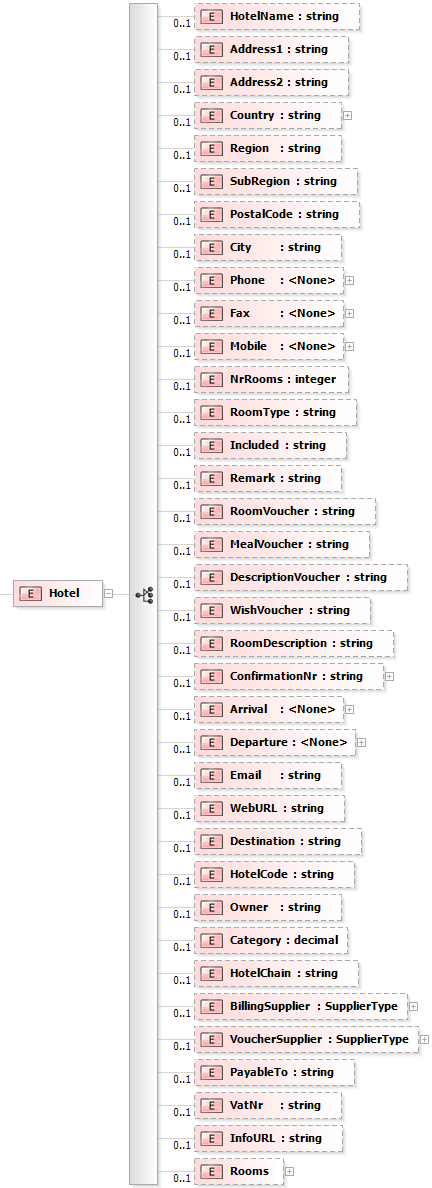 E HotelName : string
0..1
E Address1 : string
0..1
E Address2 : string
0..1
E Country : string
0..1
E Region : string
0..1
E SubRegion : string
0..1
E PostalCode : string
0..1
E City : string
0..1
E Phone : <None>
0..1
E Fax : <None>
0..1
E Mobile : <None>
0..1
E NrRooms : integer
0..1
E RoomType : string
0..1
E Included : string
0..1
E Remark : string
0..1
E RoomVoucher : string
0..1
E MealVoucher : string
0..1
E DescriptionVoucher : string
0..1
E Hotel
E WishVoucher : string
0..1
E RoomDescription : string
0..1
E ConfirmationNr : string
0..1
E Arrival : <None>
0..1
E Departure : <None>
0..1
E Email : string
0..1
E WebURL : string
0..1
E Destination : string
0..1
E HotelCode : string
0..1
E Owner : string
0..1
E Category : decimal
0..1
E HotelChain : string
0..1
E BillingSupplier : SupplierType
0..1
E VoucherSupplier : SupplierType
0..1
E PayableTo : string
0..1
E VatNr : string
0..1
E InfoURL : string
0..1
E Rooms
0..1